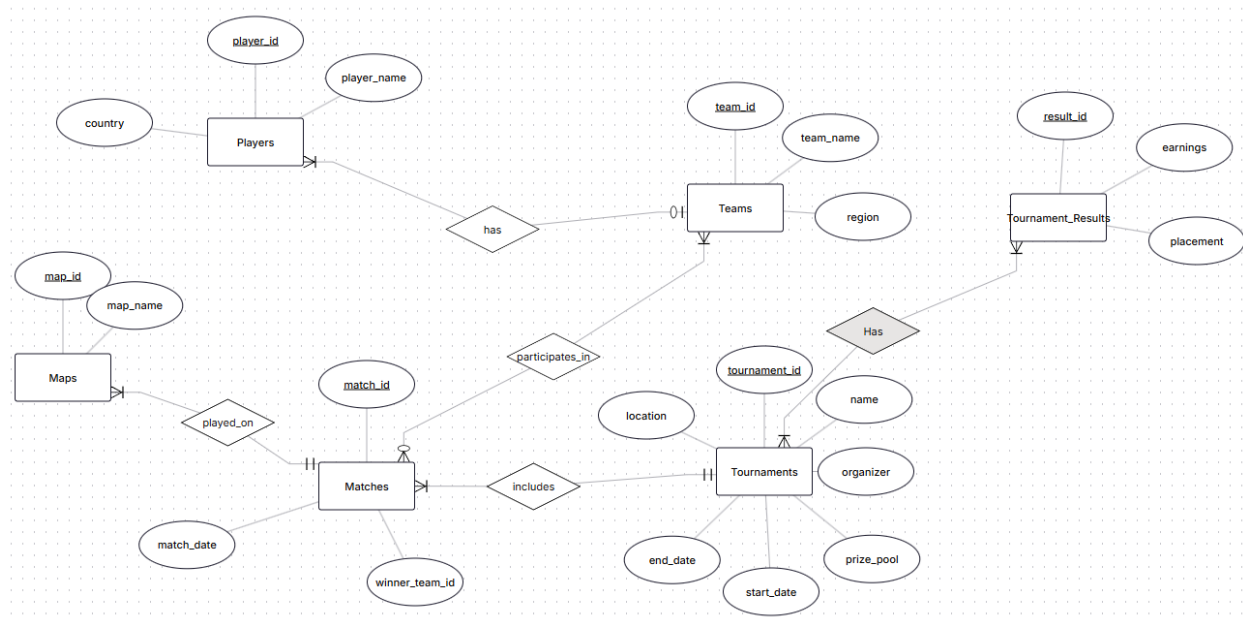 player_id
player_name
country
Players
team_id
team_name
Teams
region
has
result_id
earnings
Tournament_Results
placement
map_id
map_name
Maps
participates_in
Has
match_id
played_on
tournament_id
name
location
Matches
includes
Tournaments
organizer
match_date
winner_team_id
end_date
start_date
prize_pool